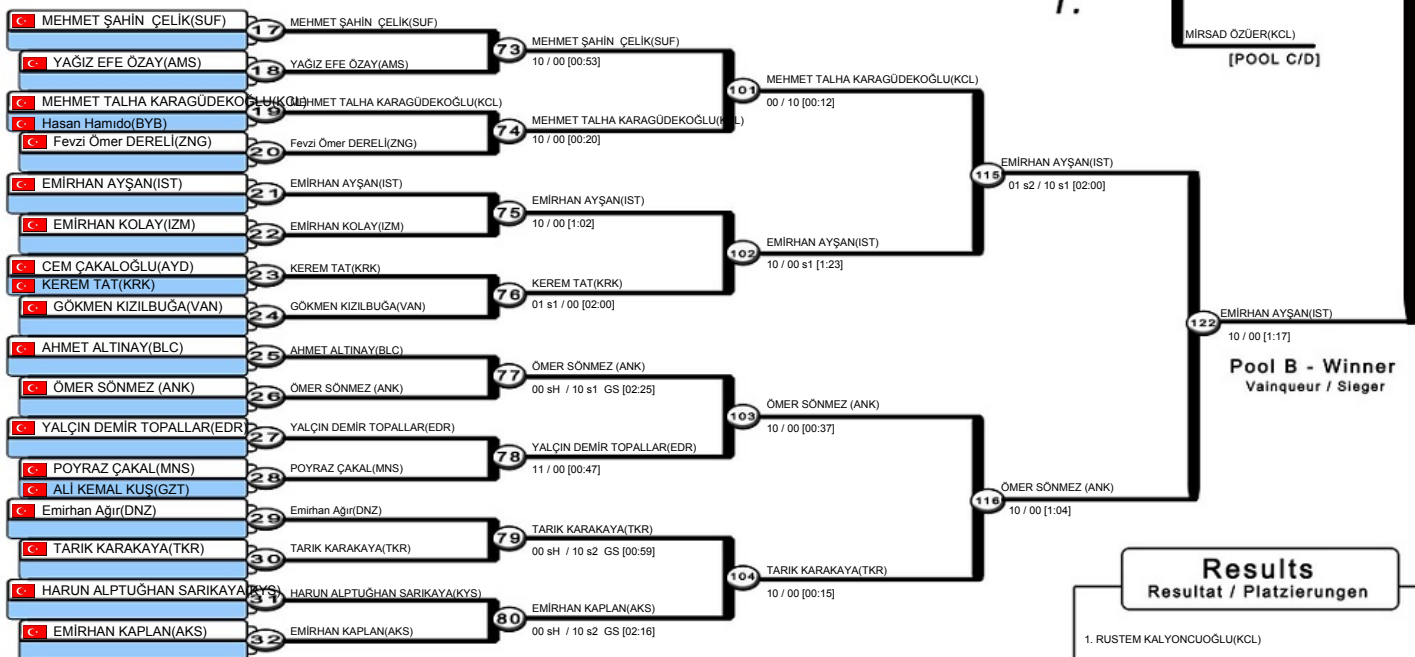 MEHMET ŞAHİN ÇELİK(SUF)
17
MEHMET ŞAHİN ÇELİK(SUF)
YAĞIZ EFE ÖZAY(AMS)
18
YAĞIZ EFE ÖZAY(AMS)
73
MEHMET ŞAHİN ÇELİK(SUF)
10 / 00 [00:53]
MEHMET TALHA KARAGÜDEKOĞLU(KCL)
Hasan Hamıdo(BYB)
19
MEHMET TALHA KARAGÜDEKOĞLU(KCL)
Fevzi Ömer DERELİ(ZNG)
20
Fevzi Ömer DERELİ(ZNG)
74
MEHMET TALHA KARAGÜDEKOĞLU(KCL)
10 / 00 [00:20]
101
MEHMET TALHA KARAGÜDEKOĞLU(KCL)
00 / 10 [00:12]
EMİRHAN AYŞAN(IST)
21
EMİRHAN AYŞAN(IST)
EMİRHAN KOLAY(IZM)
22
EMİRHAN KOLAY(IZM)
75
EMİRHAN AYŞAN(IST)
10 / 00 [1:02]
CEM ÇAKALOĞLU(AYD)
KEREM TAT(KRK)
23
KEREM TAT(KRK)
GÖKMEN KIZILBUĞA(VAN)
24
GÖKMEN KIZILBUĞA(VAN)
76
KEREM TAT(KRK)
01 s1 / 00 [02:00]
102
EMİRHAN AYŞAN(IST)
10 / 00 s1 [1:23]
115
EMİRHAN AYŞAN(IST)
01 s2 / 10 s1 [02:00]
AHMET ALTINAY(BLC)
25
AHMET ALTINAY(BLC)
ÖMER SÖNMEZ (ANK)
26
ÖMER SÖNMEZ (ANK)
77
ÖMER SÖNMEZ (ANK)
00 sH / 10 s1 GS [02:25]
YALÇIN DEMİR TOPALLAR(EDR)
27
YALÇIN DEMİR TOPALLAR(EDR)
POYRAZ ÇAKAL(MNS)
ALİ KEMAL KUŞ(GZT)
28
POYRAZ ÇAKAL(MNS)
78
YALÇIN DEMİR TOPALLAR(EDR)
11 / 00 [00:47]
103
ÖMER SÖNMEZ (ANK)
10 / 00 [00:37]
Emirhan Ağır(DNZ)
29
Emirhan Ağır(DNZ)
TARIK KARAKAYA(TKR)
30
TARIK KARAKAYA(TKR)
79
TARIK KARAKAYA(TKR)
00 sH / 10 s2 GS [00:59]
HARUN ALPTUĞHAN SARIKAYA(KYS)
31
HARUN ALPTUĞHAN SARIKAYA(KYS)
EMİRHAN KAPLAN(AKS)
32
EMİRHAN KAPLAN(AKS)
80
EMİRHAN KAPLAN(AKS)
00 sH / 10 s2 GS [02:16]
104
TARIK KARAKAYA(TKR)
10 / 00 [00:15]
116
ÖMER SÖNMEZ (ANK)
10 / 00 [1:04]
122
EMİRHAN AYŞAN(IST)
10 / 00 [1:17]
Pool B - Winner
Vainqueur / Sieger
MİRSAD ÖZÜER(KCL)
[POOL C/D]
Results
Resultat / Platzierungen
1. RUSTEM KALYONCUOĞLU(KCL)